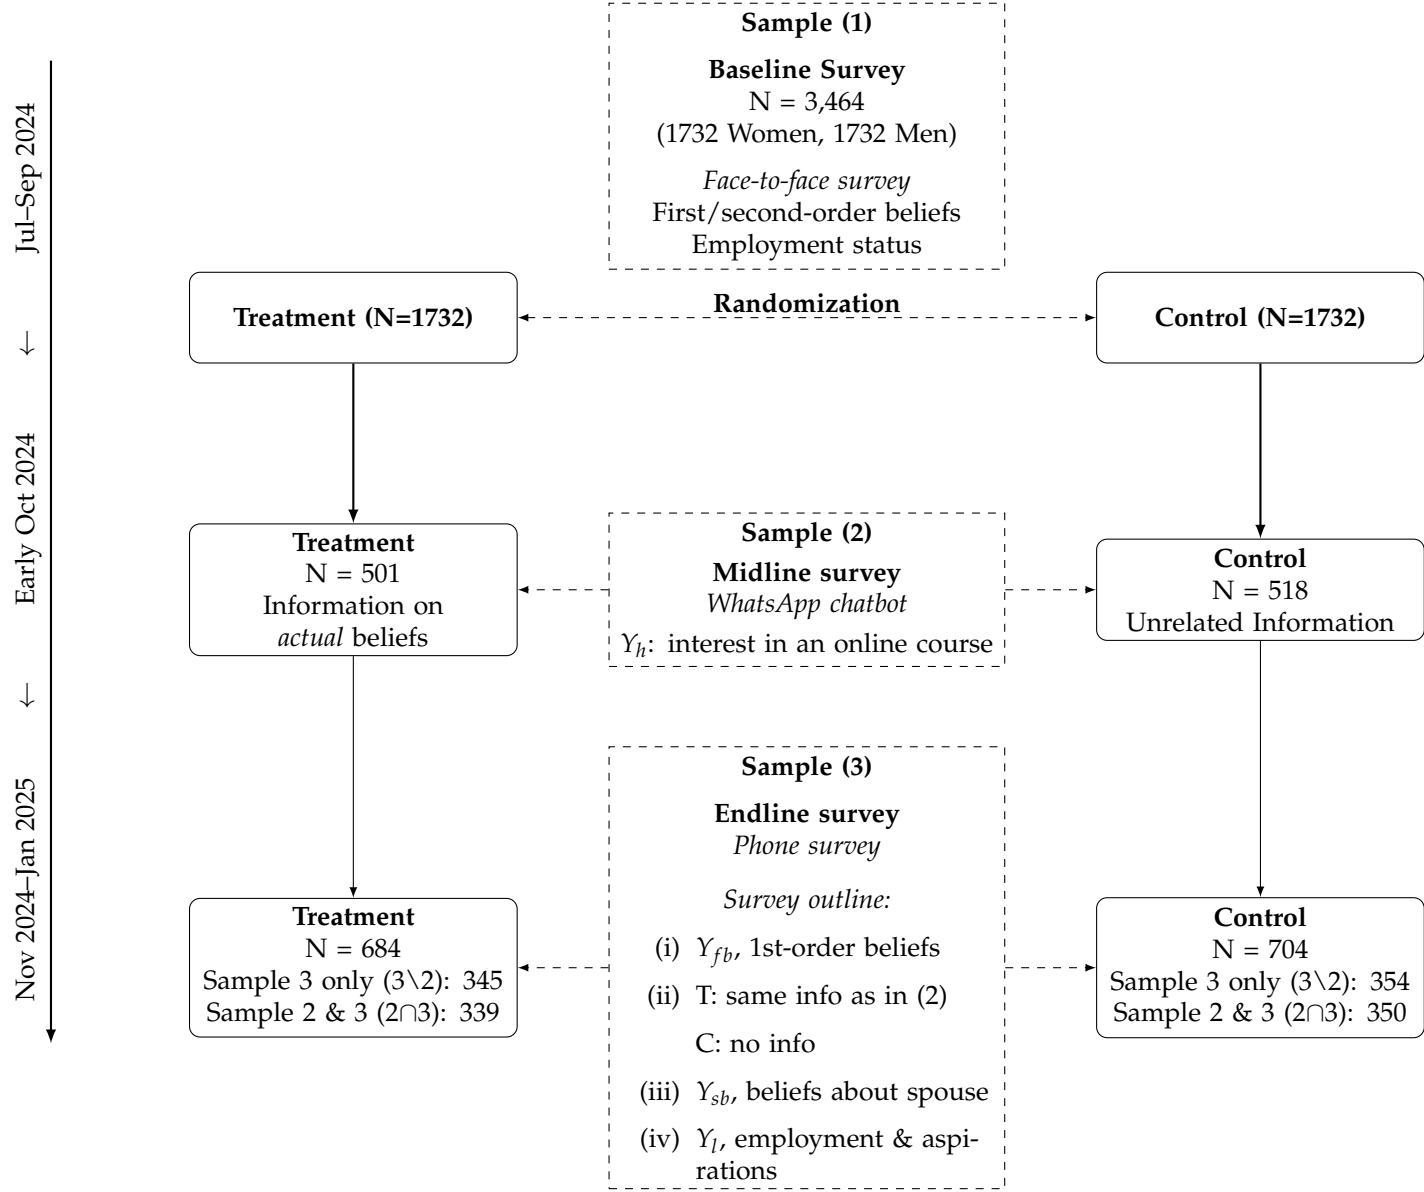 Sample (1)
Baseline Survey
N = 3,464
(1732 Women, 1732 Men)
Face-to-face survey
First/second-order beliefs
Employment status
Jul–Sep 2024
Treatment (N=1732)
Randomization
Control (N=1732)
↓
Early Oct 2024
Treatment
N = 501
Information on
actual beliefs
Sample (2)
Midline survey
WhatsApp chatbot
Yh: interest in an online course
Control
N = 518
Unrelated Information
↓
Nov 2024–Jan 2025
Sample (3)
Endline survey
Phone survey
Survey outline:
(i) Yfb, 1st-order beliefs
(ii) T: same info as in (2)
C: no info
(iii) Ysb, beliefs about spouse
(iv) Yl, employment & aspi-
rations
Treatment
N = 684
Sample 3 only (3\2): 345
Sample 2 & 3 (2∩3): 339
Control
N = 704
Sample 3 only (3\2): 354
Sample 2 & 3 (2∩3): 350